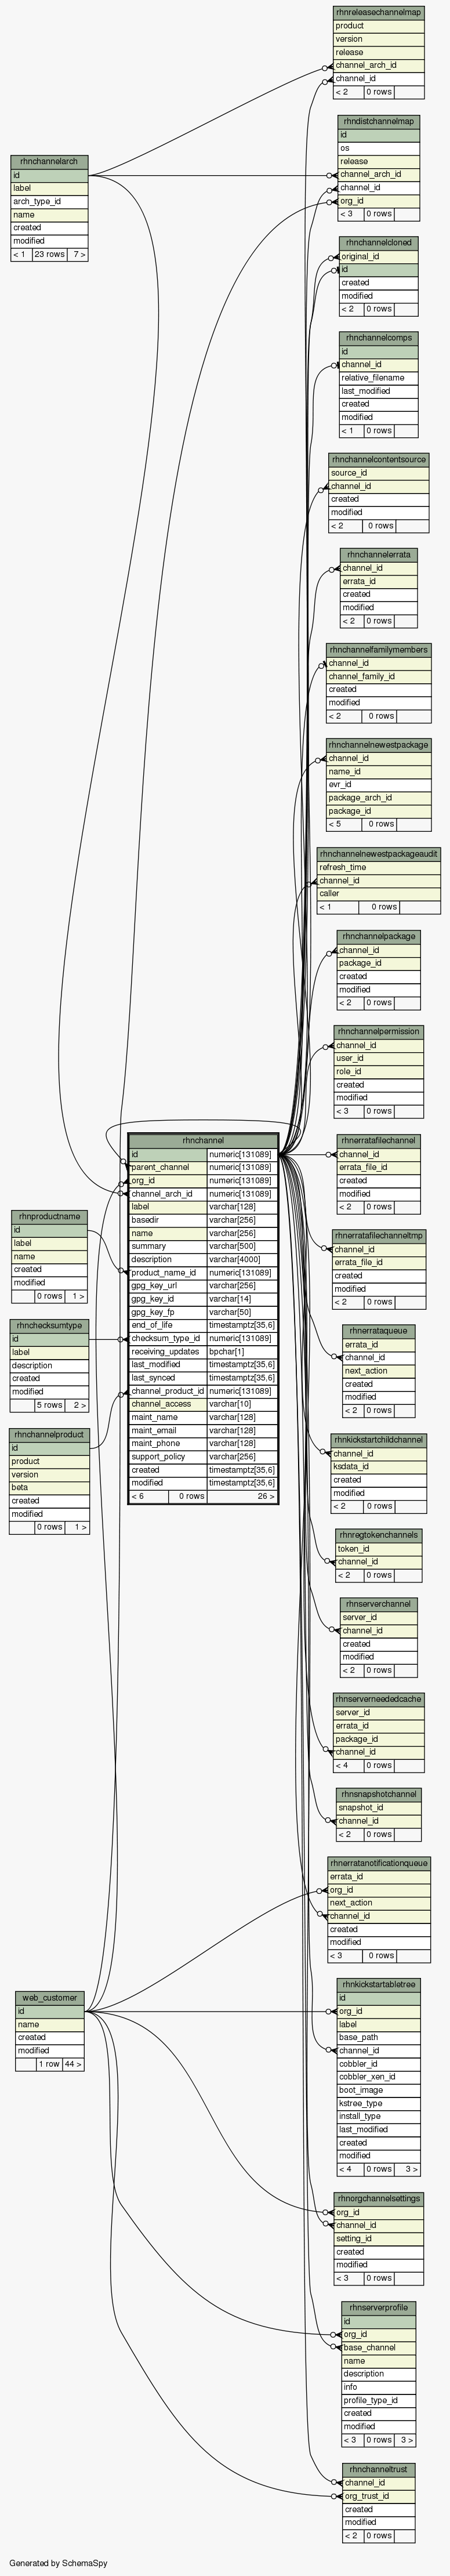 rhnreleasechannelmap
product
version
release
channel_arch_id
channel_id
< 2 0 rows
rhndistchannelmap
id
os
release
channel_arch_id
channel_id
org_id
< 3 0 rows
rhnchannelarch
id
label
arch_type_id
name
created
modified
< 1 23 rows 7 >
rhnchannelcloned
original_id
id
created
modified
< 2 0 rows
rhnchannelcomps
id
channel_id
relative_filename
last_modified
created
modified
< 1 0 rows
rhnchannelcontentsource
source_id
channel_id
created
modified
< 2 0 rows
rhnchannelerrata
channel_id
errata_id
created
modified
< 2 0 rows
rhnchannelfamilymembers
channel_id
channel_family_id
created
modified
< 2 0 rows
rhnchannelnewestpackage
channel_id
name_id
evr_id
package_arch_id
package_id
< 5 0 rows
rhnchannelnewestpackageaudit
refresh_time
channel_id
caller
< 1 0 rows
rhnchannelpackage
channel_id
package_id
created
modified
< 2 0 rows
rhnchannelpermission
channel_id
user_id
role_id
created
modified
< 3 0 rows
rhnchannel
id numeric[131089]
parent_channel numeric[131089]
org_id numeric[131089]
channel_arch_id numeric[131089]
label varchar[128]
basedir varchar[256]
name varchar[256]
summary varchar[500]
description varchar[4000]
product_name_id numeric[131089]
gpg_key_url varchar[256]
gpg_key_id varchar[14]
gpg_key_fp varchar[50]
end_of_life timestamptz[35,6]
checksum_type_id numeric[131089]
receiving_updates bpchar[1]
last_modified timestamptz[35,6]
last_synced timestamptz[35,6]
channel_product_id numeric[131089]
channel_access varchar[10]
maint_name varchar[128]
maint_email varchar[128]
maint_phone varchar[128]
support_policy varchar[256]
created timestamptz[35,6]
modified timestamptz[35,6]
< 6 0 rows 26 >
rhnerratafilechannel
channel_id
errata_file_id
created
modified
< 2 0 rows
rhnproductname
id
label
name
created
modified
0 rows 1 >
rhnerratafilechanneltmp
channel_id
errata_file_id
created
modified
< 2 0 rows
rhnchecksumtype
id
label
description
created
modified
5 rows 2 >
rhnerrataqueue
errata_id
channel_id
next_action
created
modified
< 2 0 rows
rhnchannelproduct
id
product
version
beta
created
modified
0 rows 1 >
rhnkickstartchildchannel
channel_id
ksdata_id
created
modified
< 2 0 rows
rhnregtokenchannels
token_id
channel_id
< 2 0 rows
rhnserverchannel
server_id
channel_id
created
modified
< 2 0 rows
rhnserverneededcache
server_id
errata_id
package_id
channel_id
< 4 0 rows
rhnsnapshotchannel
snapshot_id
channel_id
< 2 0 rows
rhnerratanotificationqueue
errata_id
org_id
next_action
channel_id
created
modified
< 3 0 rows
web_customer
id
name
created
modified
1 row 44 >
rhnkickstartabletree
id
org_id
label
base_path
channel_id
cobbler_id
cobbler_xen_id
boot_image
kstree_type
install_type
last_modified
created
modified
< 4 0 rows 3 >
rhnorgchannelsettings
org_id
channel_id
setting_id
created
modified
< 3 0 rows
rhnserverprofile
id
org_id
base_channel
name
description
info
profile_type_id
created
modified
< 3 0 rows 3 >
rhnchanneltrust
channel_id
org_trust_id
created
modified
< 2 0 rows
Generated by SchemaSpy